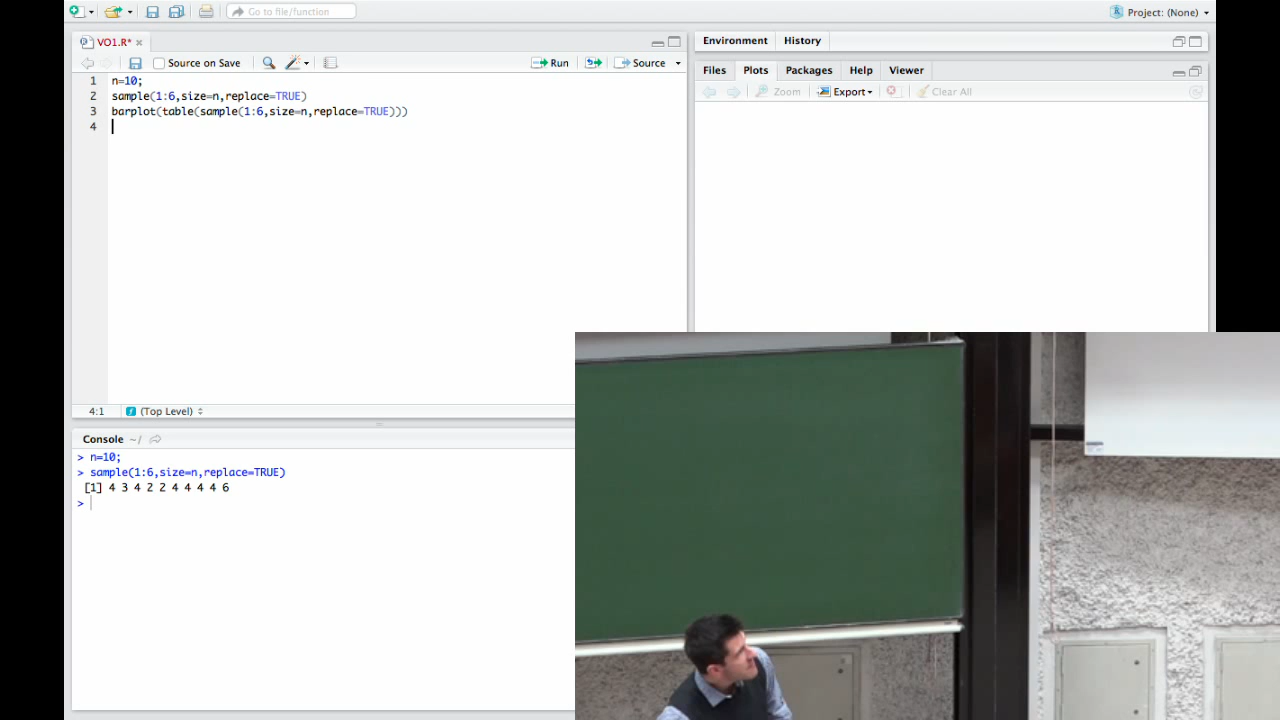 Go to file/function
Project: (None)
VO1.R*
Source on Save
Run
Source
1 n=10;
2 sample(1:6,size=n,replace=TRUE)
3 barplot(table(sample(1:6,size=n,replace=TRUE)))
4
4:1 (Top Level)
Console ~/
> n=10;
> sample(1:6,size=n,replace=TRUE)
[1] 4 3 4 2 2 4 4 4 4 6
>
Environment History
Files Plots Packages Help Viewer
Zoom Export Clear All